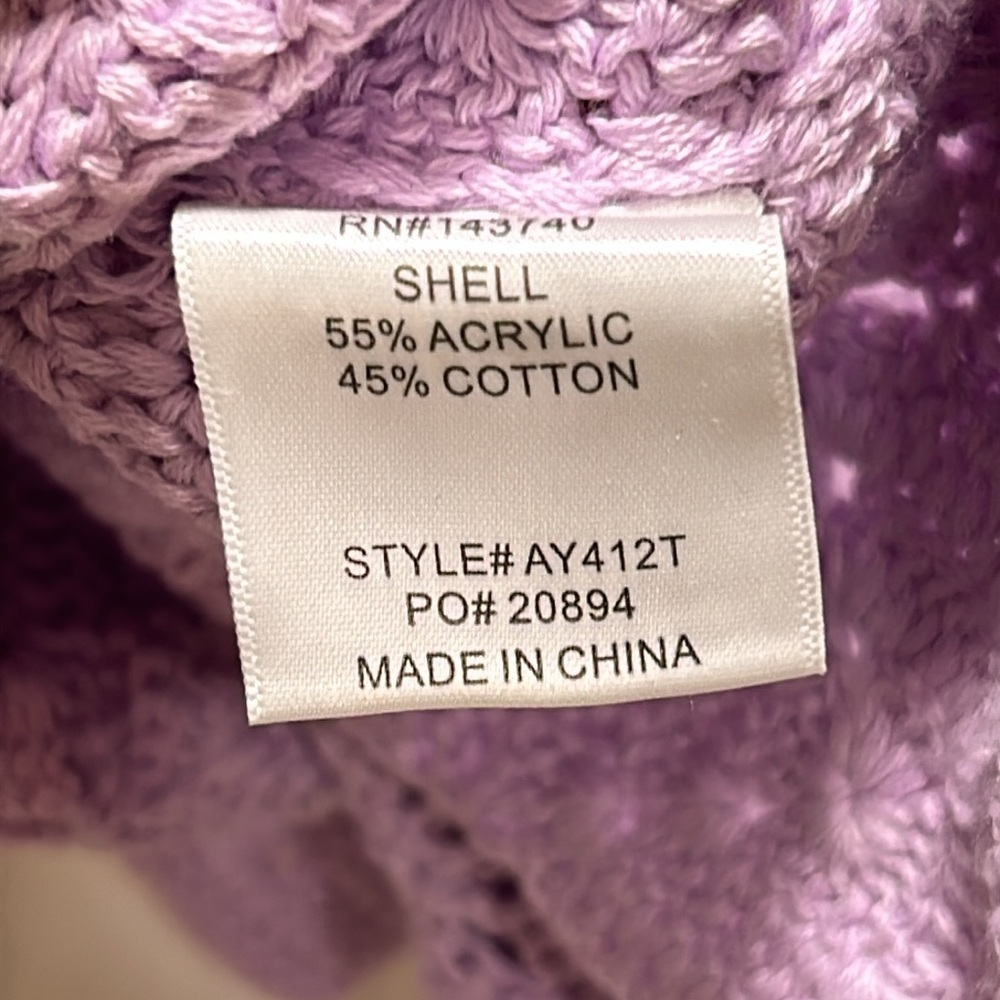 RN#143740
SHELL
55% ACRYLIC
45% COTTON
STYLE# AY412T
PO# 20894
MADE IN CHINA